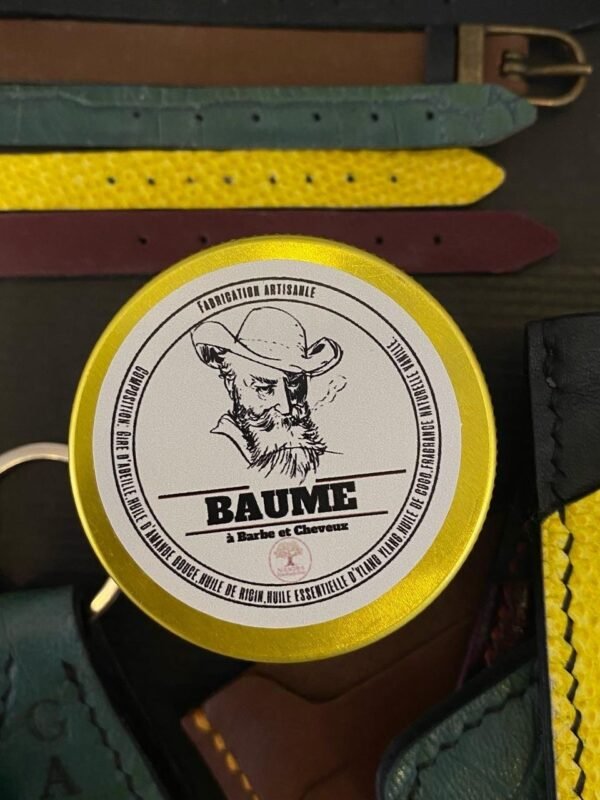 FABRICATION ARTISANLE
BAUME
à Barbe et Cheveux
COMPOSITION: CIRE D'ABEILLE,HUILE D'AMANDE DOUCE,HUILE DE RICIN,HUILE ESSENTIELLE D'YLANG YLANG,HUILE DE COCO,FRAGRANCE NATURELLE VANILLE.
G
A